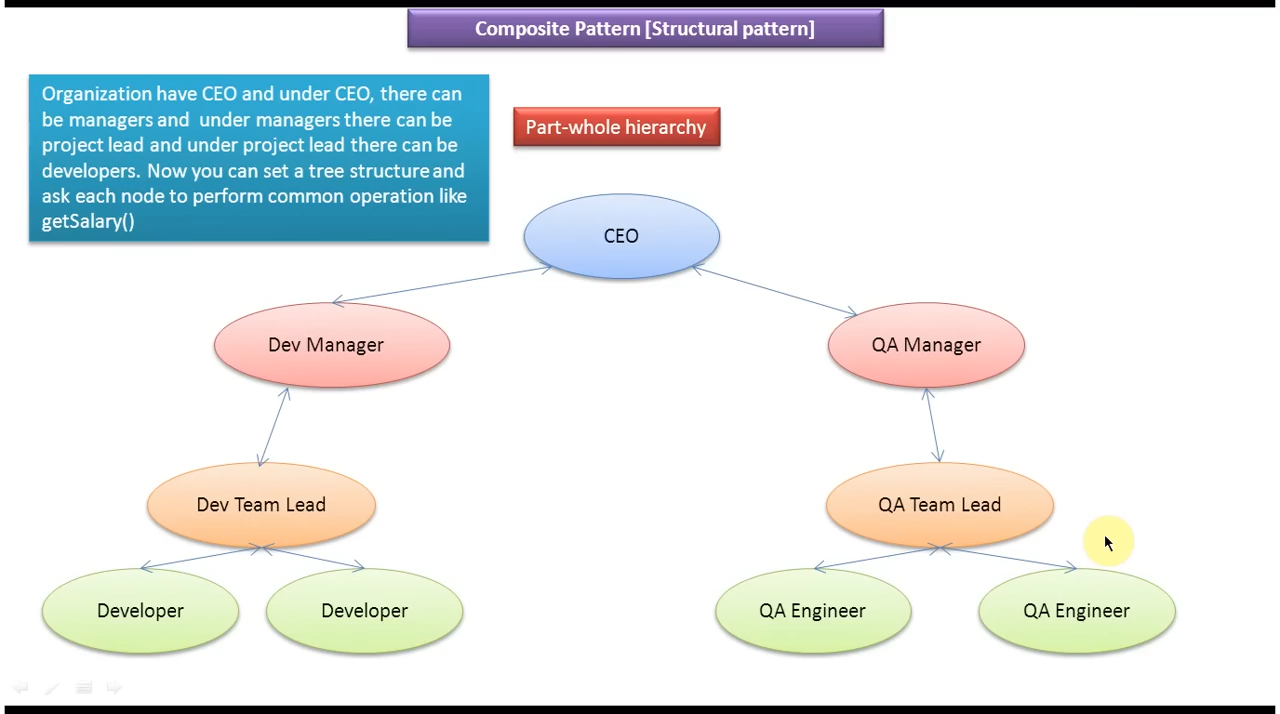 Composite Pattern [Structural pattern]
Organization have CEO and under CEO, there can
be managers and under managers there can be
project lead and under project lead there can be
developers. Now you can set a tree structure and
ask each node to perform common operation like
getSalary()
Part-whole hierarchy
CEO
Dev Manager
QA Manager
Dev Team Lead
QA Team Lead
Developer
Developer
QA Engineer
QA Engineer